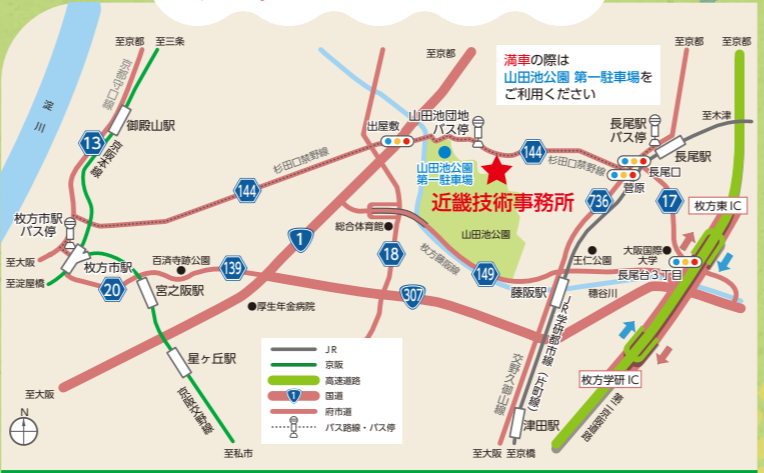 満車の際は
山田池公園 第一駐車場を
ご利用ください
至京都
至三条
至京都
至京都
至京都
京都守口線
淀川
13
御殿山駅
京阪本線
出屋敷
山田池団地
バス停
長尾駅
バス停
至木津
長尾駅
144
杉田口禁野線
山田池公園
第一駐車場
144
杉田口禁野線
長尾口
菅原
736
17
枚方東 IC
近畿技術事務所
枚方市駅
バス停
総合体育館
山田池公園
1
18
枚方藤阪線
王仁公園
大阪国際
大学
至大阪
至淀屋橋
枚方市駅
百済寺跡公園
139
149
長尾台3丁目
20
宮之阪駅
厚生年金病院
307
藤阪駅
穂谷川
JR学研都市線(片町線)
星ヶ丘駅
京阪交野線
交野久御山線
枚方学研 IC
第二京阪道路
津田駅
至大阪
至私市
至大阪
至京橋
N
JR
京阪
高速道路
1
国道
府市道
バス路線・バス停